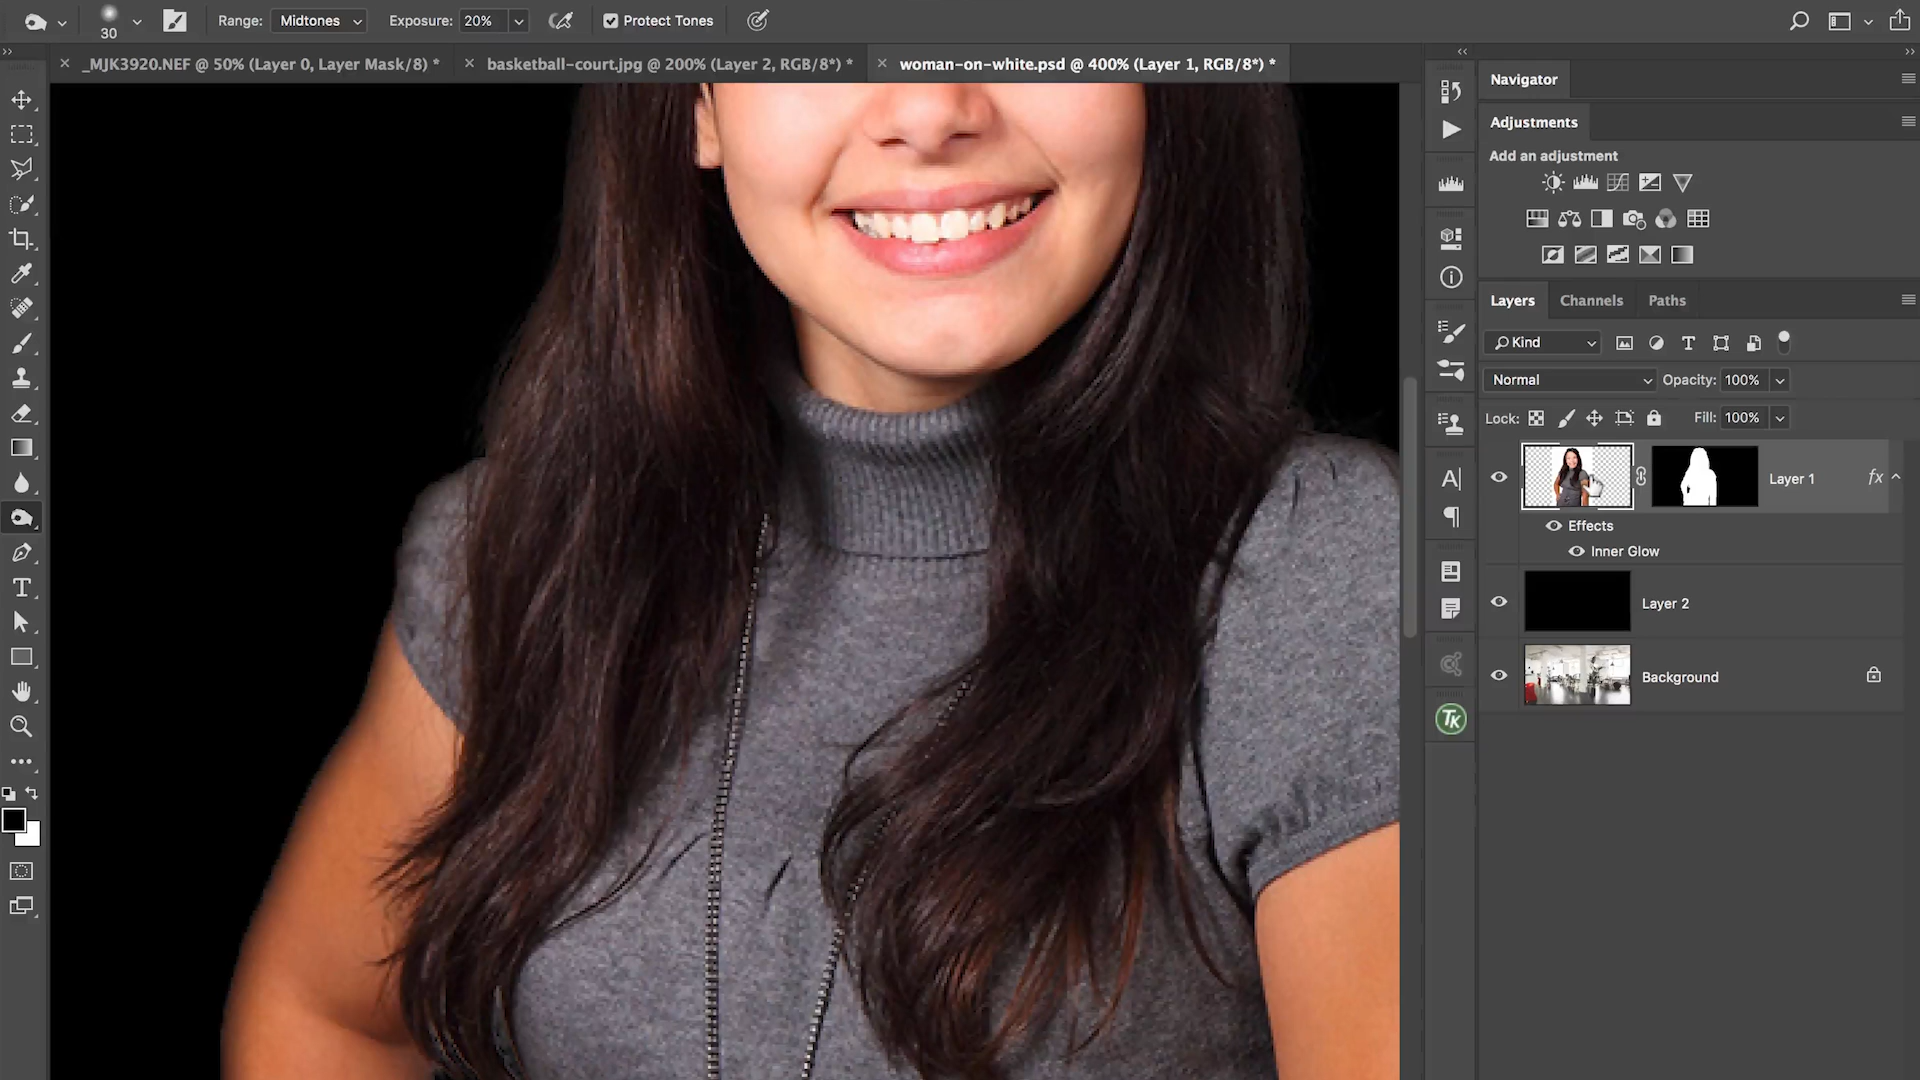 30
Range: Midtones
Exposure: 20%
Protect Tones
_MJK3920.NEF @ 50% (Layer 0, Layer Mask/8) *
basketball-court.jpg @ 200% (Layer 2, RGB/8*) *
woman-on-white.psd @ 400% (Layer 1, RGB/8*) *
Navigator
Adjustments
Add an adjustment
Layers Channels Paths
Kind
Normal Opacity: 100%
Lock: Fill: 100%
Layer 1 fx
Effects
Inner Glow
Layer 2
Background
TK